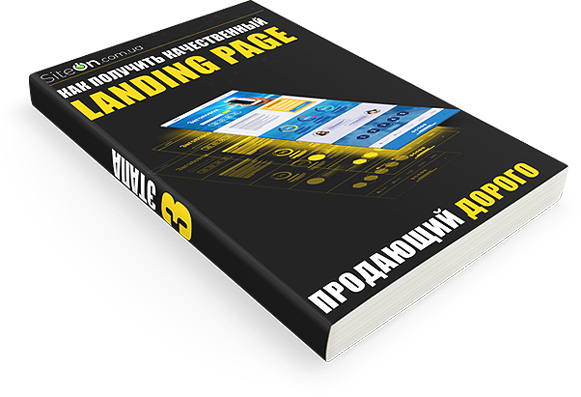 SiteOn.com.ua
КАК ПОЛУЧИТЬ КАЧЕСТВЕННЫЙ
LANDING PAGE
ПРОДАЮЩИЙ ДОРОГО
3
ЭТАПА